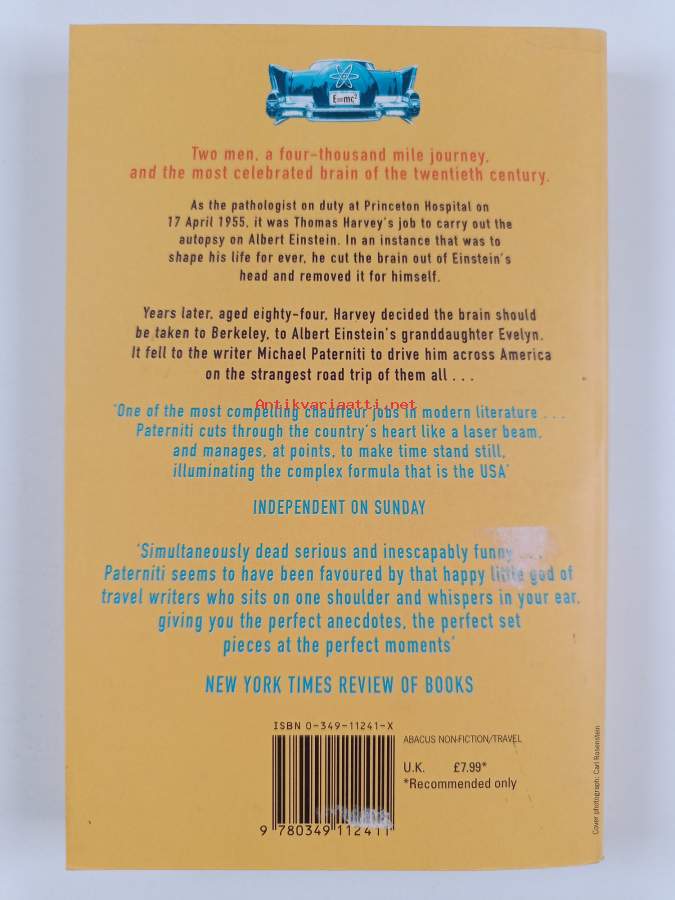 E=mc²
Two men, a four-thousand mile journey,
and the most celebrated brain of the twentieth century.
As the pathologist on duty at Princeton Hospital on
17 April 1955, it was Thomas Harvey's job to carry out the
autopsy on Albert Einstein. In an instance that was to
shape his life for ever, he cut the brain out of Einstein's
head and removed it for himself.
Years later, aged eighty-four, Harvey decided the brain should
be taken to Berkeley, to Albert Einstein's granddaughter Evelyn.
It fell to the writer Michael Paterniti to drive him across America
on the strangest road trip of them all . . .
Antikvariaatti.net
'One of the most compelling chauffeur jobs in modern literature . . .
Paterniti cuts through the country's heart like a laser beam,
and manages, at points, to make time stand still,
illuminating the complex formula that is the USA'
INDEPENDENT ON SUNDAY
'Simultaneously dead serious and inescapably funny . . .
Paterniti seems to have been favoured by that happy little god of
travel writers who sits on one shoulder and whispers in your ear,
giving you the perfect anecdotes, the perfect set
pieces at the perfect moments'
NEW YORK TIMES REVIEW OF BOOKS
ISBN 0-349-11241-X
9 780349 112411
ABACUS NON-FICTION/TRAVEL
U.K. £7.99*
*Recommended only
Cover photograph: Carl Rosenstein